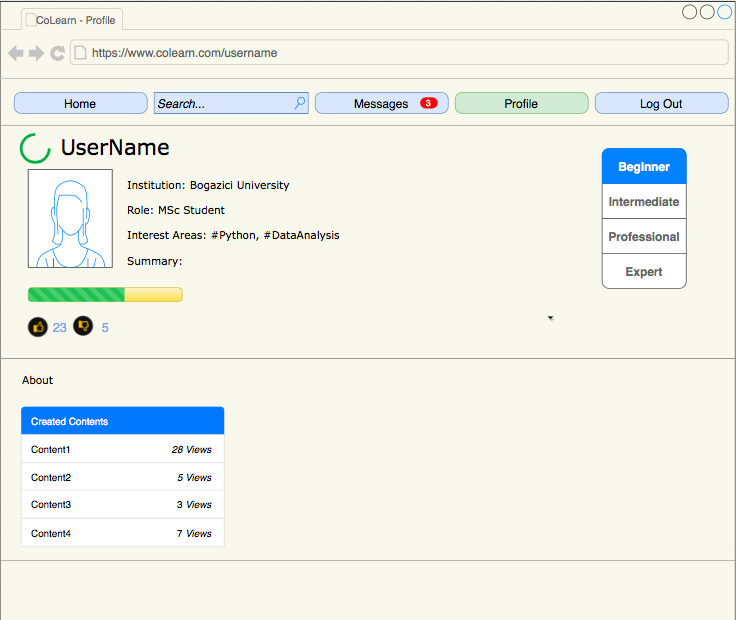 CoLearn - Profile
https://www.colearn.com/username
Home Search... Messages 3 Profile Log Out
UserName
Institution: Bogazici University
Role: MSc Student
Interest Areas: #Python, #DataAnalysis
Summary:
Beginner
Intermediate
Professional
Expert
23 5
About
Created Contents
Content1 28 Views
Content2 5 Views
Content3 3 Views
Content4 7 Views